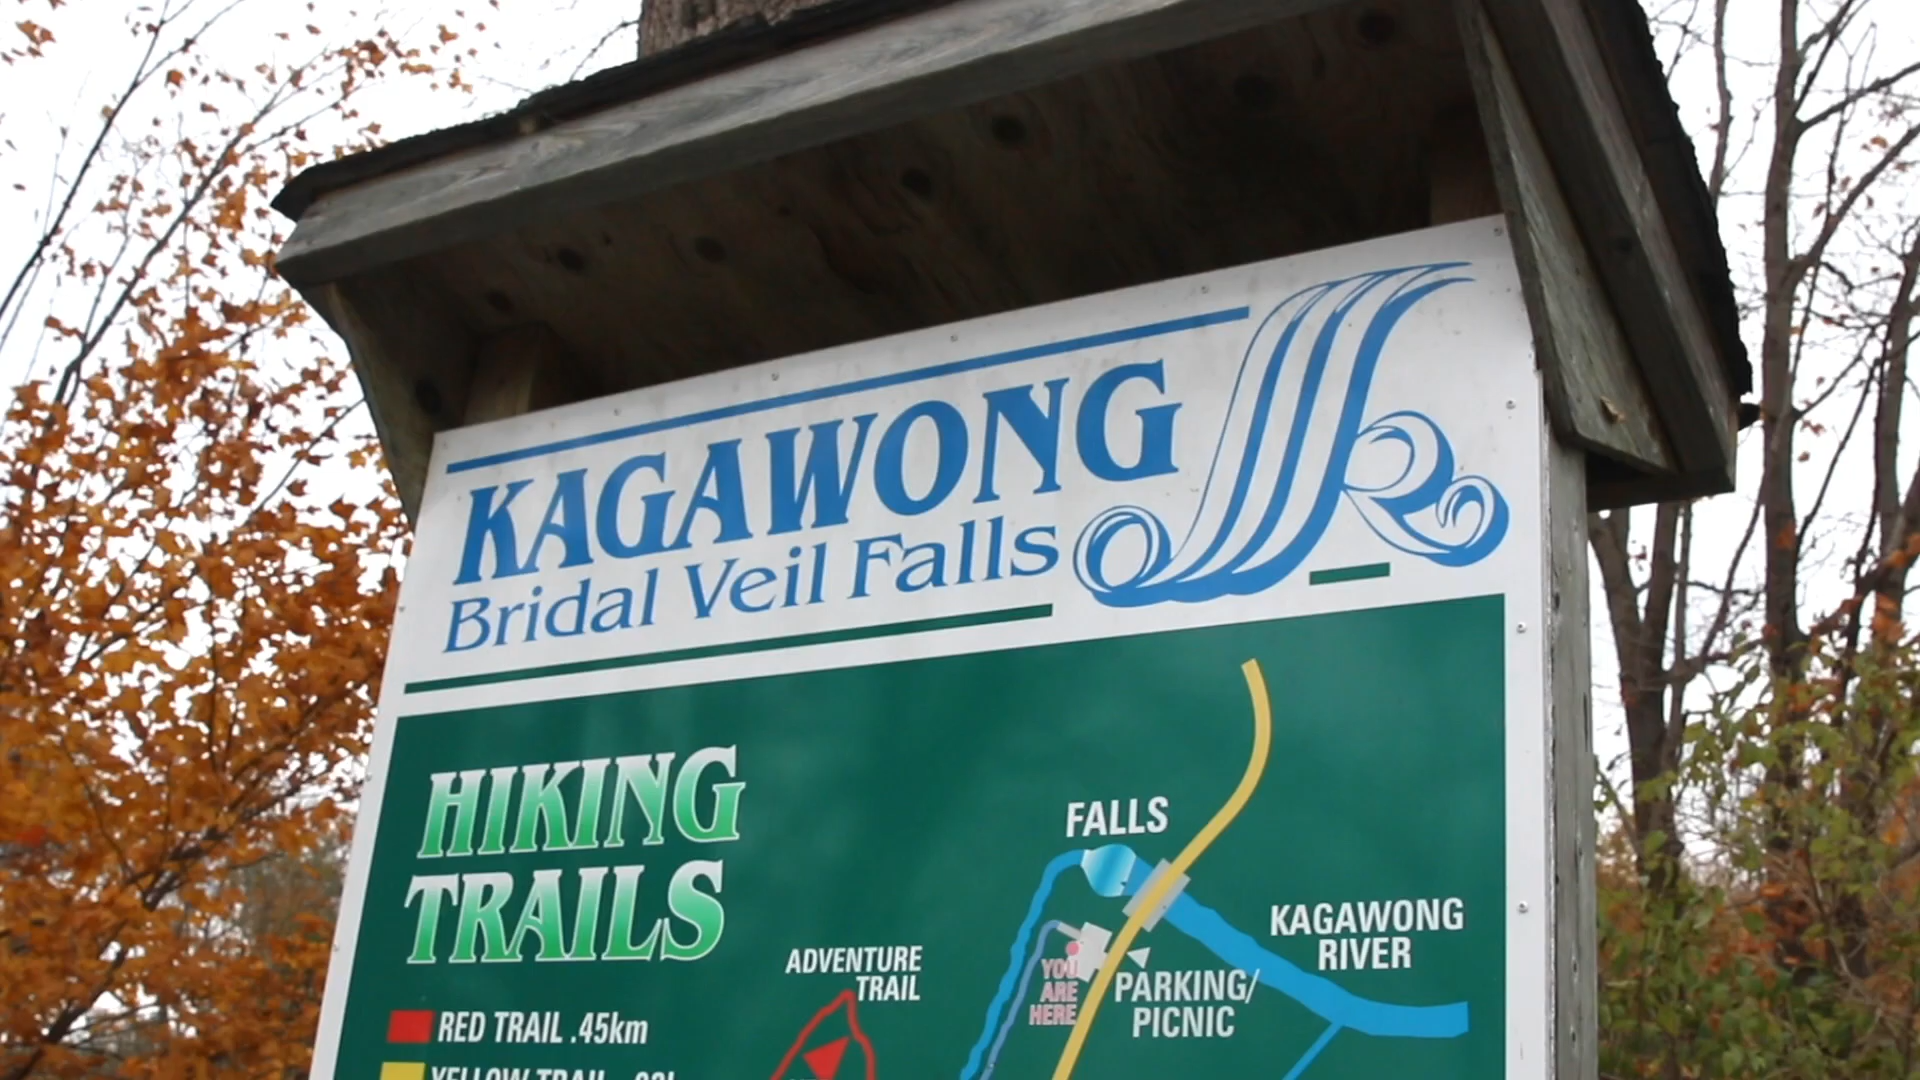 KAGAWONG
Bridal Veil Falls
HIKING
TRAILS
FALLS
KAGAWONG
RIVER
ADVENTURE
TRAIL
YOU
ARE
HERE
PARKING/
PICNIC
RED TRAIL .45km
YELLOW TRAIL